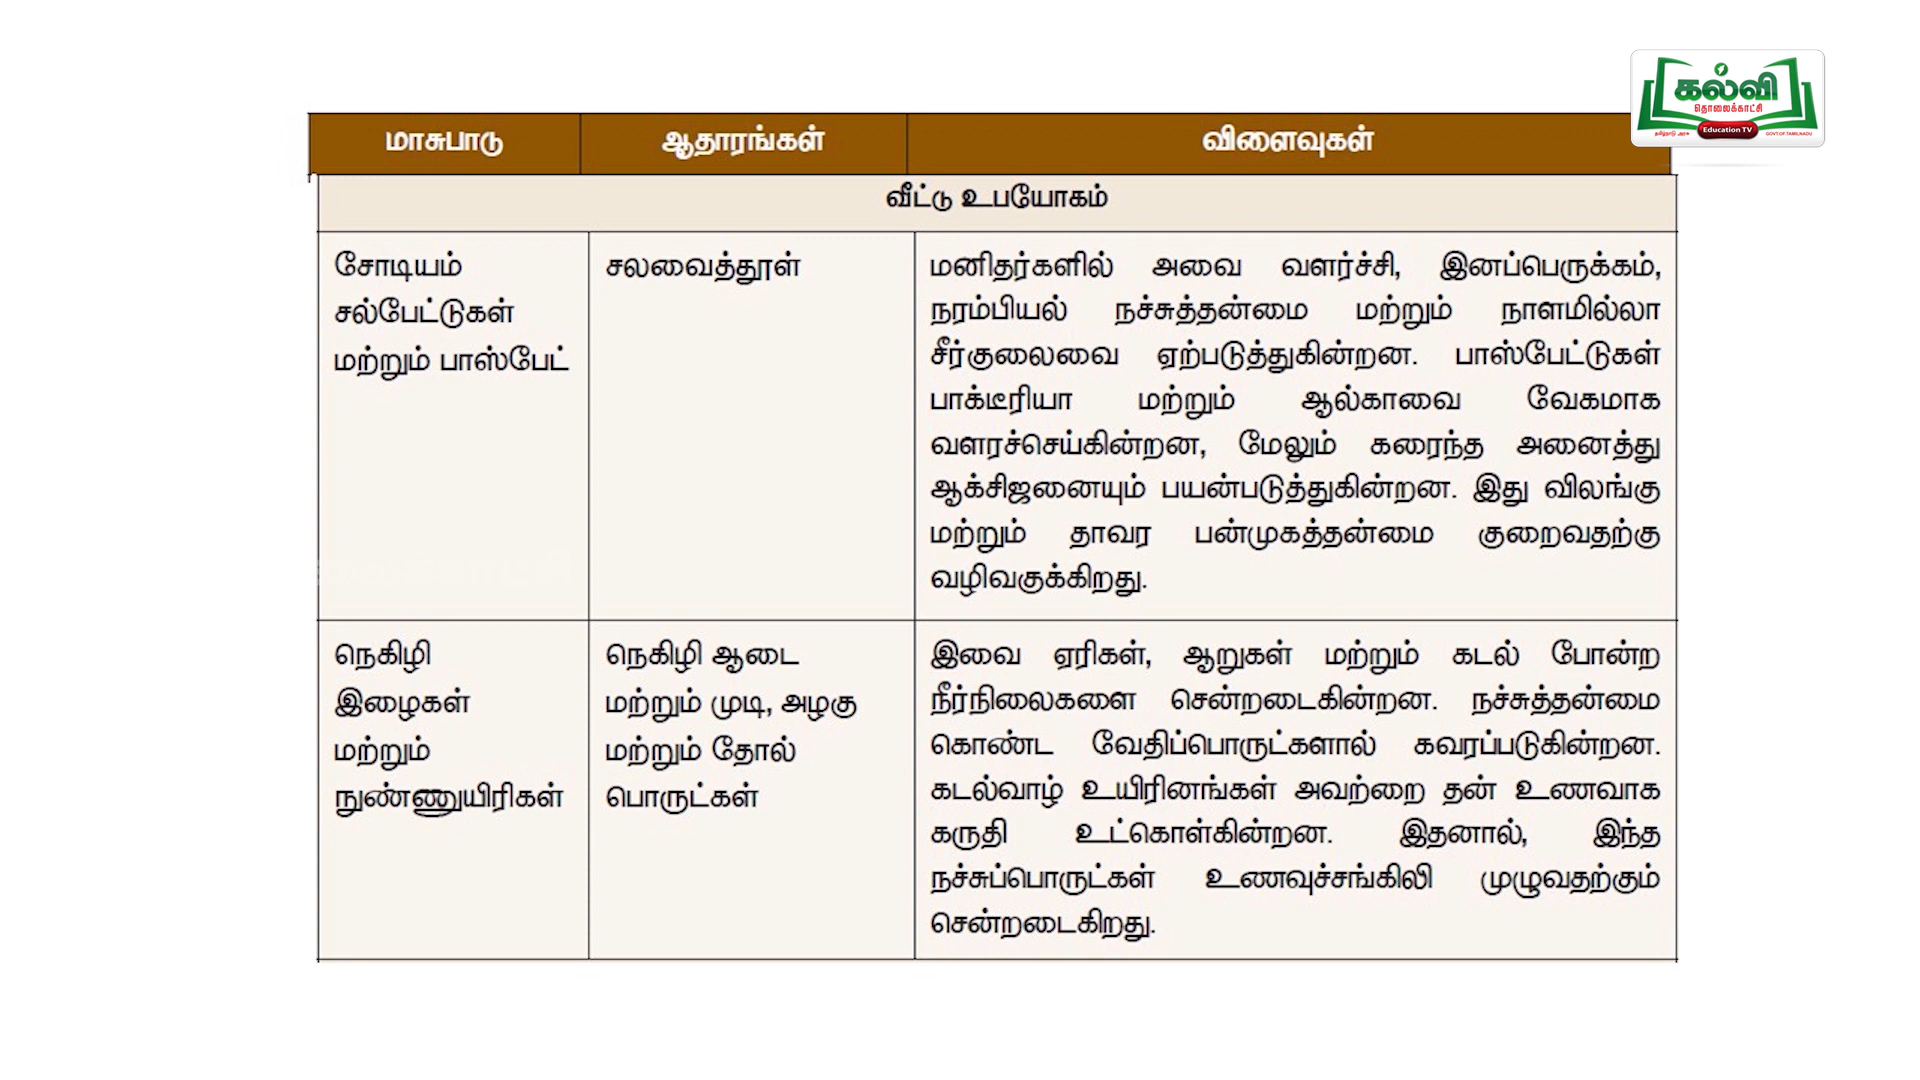 கல்வி
தொலைக்காட்சி
தமிழ்நாடு அரசு Education TV GOVT.OF.TAMILNADU
மாசுபாடு ஆதாரங்கள் விளைவுகள்
வீட்டு உபயோகம்
சோடியம்
சல்பேட்டுகள்
மற்றும் பாஸ்பேட்
சலவைத்தூள்
மனிதர்களில் அவை வளர்ச்சி, இனப்பெருக்கம்,
நரம்பியல் நச்சுத்தன்மை மற்றும் நாளமில்லா
சீர்குலைவை ஏற்படுத்துகின்றன. பாஸ்பேட்டுகள்
பாக்டீரியா மற்றும் ஆல்காவை வேகமாக
வளரச்செய்கின்றன, மேலும் கரைந்த அனைத்து
ஆக்சிஜனையும் பயன்படுத்துகின்றன. இது விலங்கு
மற்றும் தாவர பன்முகத்தன்மை குறைவதற்கு
வழிவகுக்கிறது.
நெகிழி
இழைகள்
மற்றும்
நுண்ணுயிரிகள்
நெகிழி ஆடை
மற்றும் முடி, அழகு
மற்றும் தோல்
பொருட்கள்
இவை ஏரிகள், ஆறுகள் மற்றும் கடல் போன்ற
நீர்நிலைகளை சென்றடைகின்றன. நச்சுத்தன்மை
கொண்ட வேதிப்பொருட்களால் கவரப்படுகின்றன.
கடல்வாழ் உயிரினங்கள் அவற்றை தன் உணவாக
கருதி உட்கொள்கின்றன. இதனால், இந்த
நச்சுப்பொருட்கள் உணவுச்சங்கிலி முழுவதற்கும்
சென்றடைகிறது.